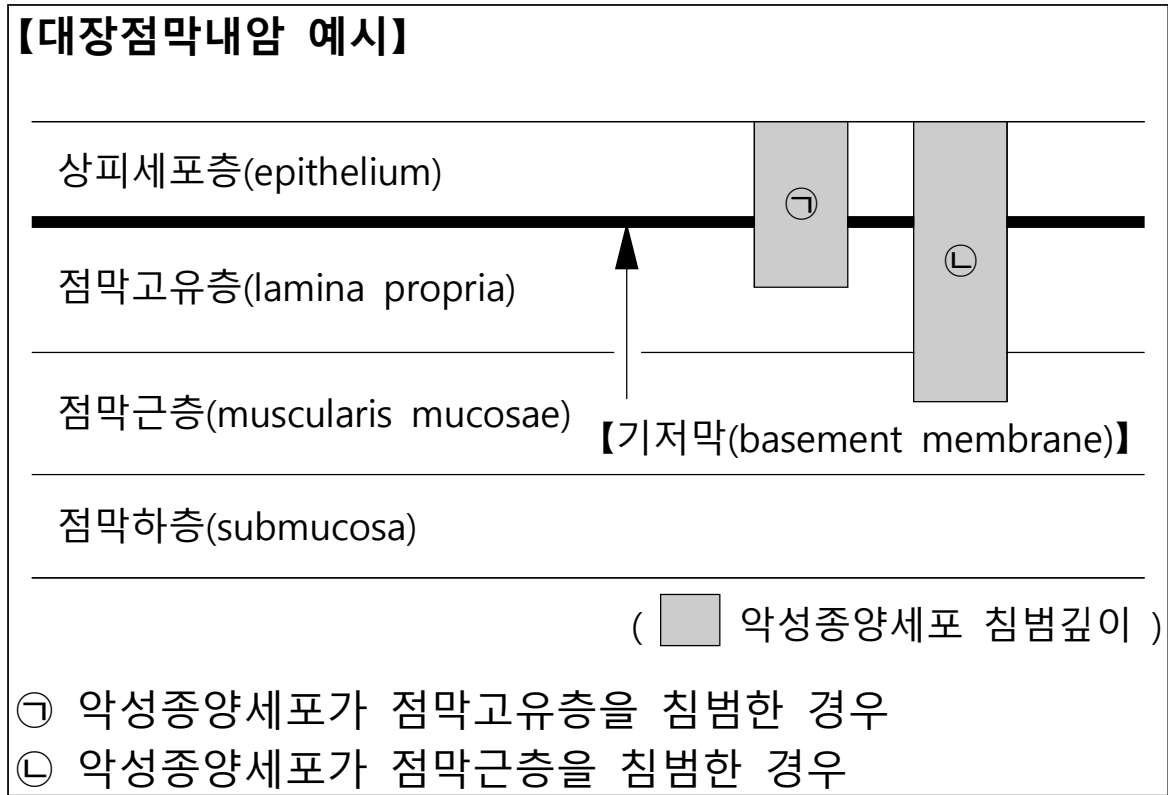 【대장점막내암 예시】
상피세포층(epithelium)
㉠
점막고유층(lamina propria)
㉡
점막근층(muscularis mucosae)
【기저막(basement membrane)】
점막하층(submucosa)
( 악성종양세포 침범깊이 )
㉠ 악성종양세포가 점막고유층을 침범한 경우
㉡ 악성종양세포가 점막근층을 침범한 경우